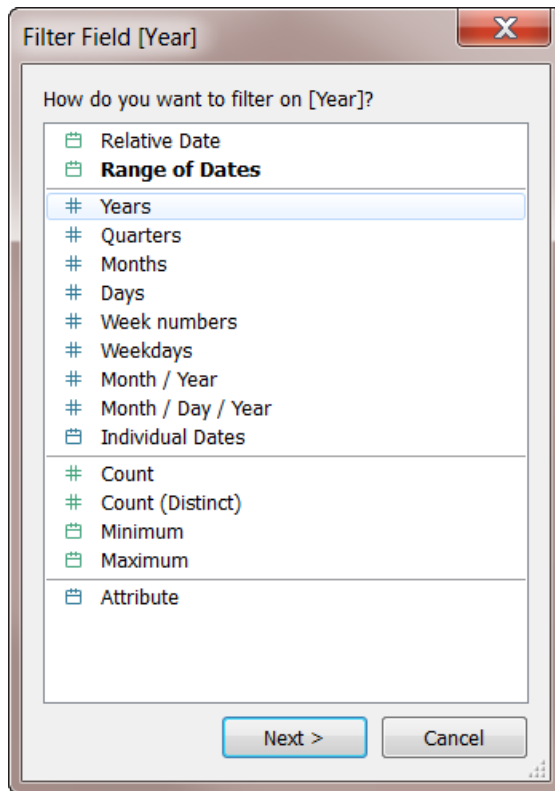 Filter Field [Year]
How do you want to filter on [Year]?
Relative Date
Range of Dates
Years
Quarters
Months
Days
Week numbers
Weekdays
Month / Year
Month / Day / Year
Individual Dates
Count
Count (Distinct)
Minimum
Maximum
Attribute
Next >
Cancel